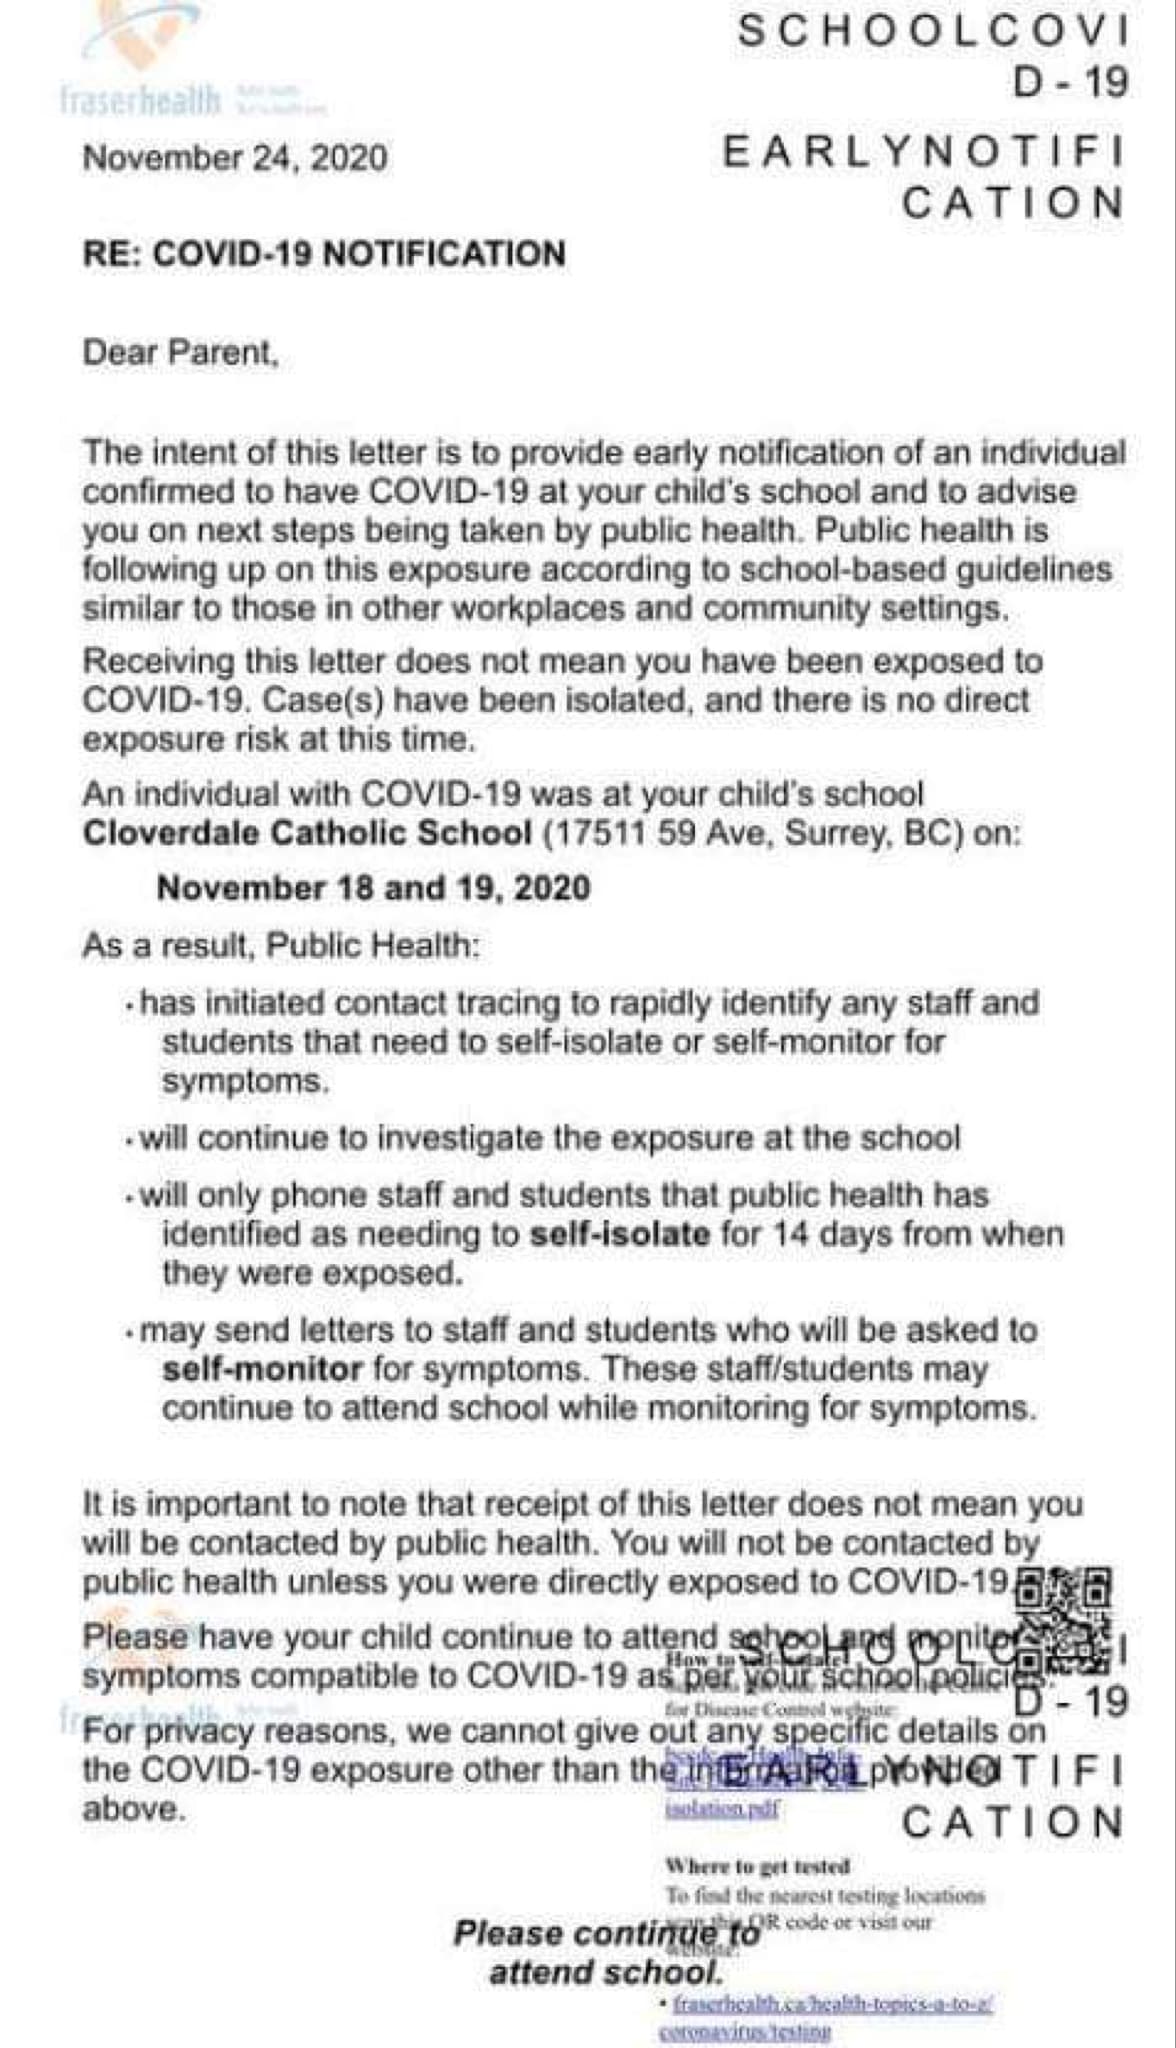 fraserhealth
SCHOOLCOVI
D - 19
EARLYNOTIFI
CATION
November 24, 2020
RE: COVID-19 NOTIFICATION
Dear Parent,
The intent of this letter is to provide early notification of an individual
confirmed to have COVID-19 at your child's school and to advise
you on next steps being taken by public health. Public health is
following up on this exposure according to school-based guidelines
similar to those in other workplaces and community settings.
Receiving this letter does not mean you have been exposed to
COVID-19. Case(s) have been isolated, and there is no direct
exposure risk at this time.
An individual with COVID-19 was at your child's school
Cloverdale Catholic School (17511 59 Ave, Surrey, BC) on:
November 18 and 19, 2020
As a result, Public Health:
· has initiated contact tracing to rapidly identify any staff and
students that need to self-isolate or self-monitor for
symptoms.
· will continue to investigate the exposure at the school
· will only phone staff and students that public health has
identified as needing to self-isolate for 14 days from when
they were exposed.
· may send letters to staff and students who will be asked to
self-monitor for symptoms. These staff/students may
continue to attend school while monitoring for symptoms.
It is important to note that receipt of this letter does not mean you
will be contacted by public health. You will not be contacted by
public health unless you were directly exposed to COVID-19
Please have your child continue to attend school and monitor
symptoms compatible to COVID-19 as per your school policies.
How to self-isolate
for Disease Control website:
D - 19
fraserhealth
For privacy reasons, we cannot give out any specific details on
the COVID-19 exposure other than the information provided
above.
EARLYNOTIFI
CATION
isolation.pdf
Where to get tested
To find the nearest testing locations
scan this QR code or visit our
website:
Please continue to
attend school.
• fraserhealth.ca/health-topics-a-to-z/
coronavirus/testing